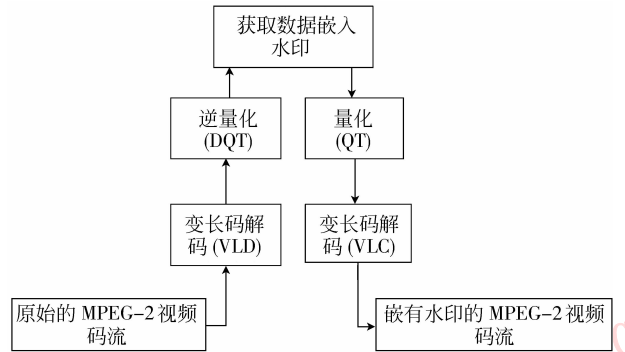 获取数据嵌入
水印
逆量化
(DQT)
量化
(QT)
变长码解
码(VLD)
变长码解
码(VLC)
原始的 MPEG-2视频
码流
嵌有水印的 MPEG-2视频
码流